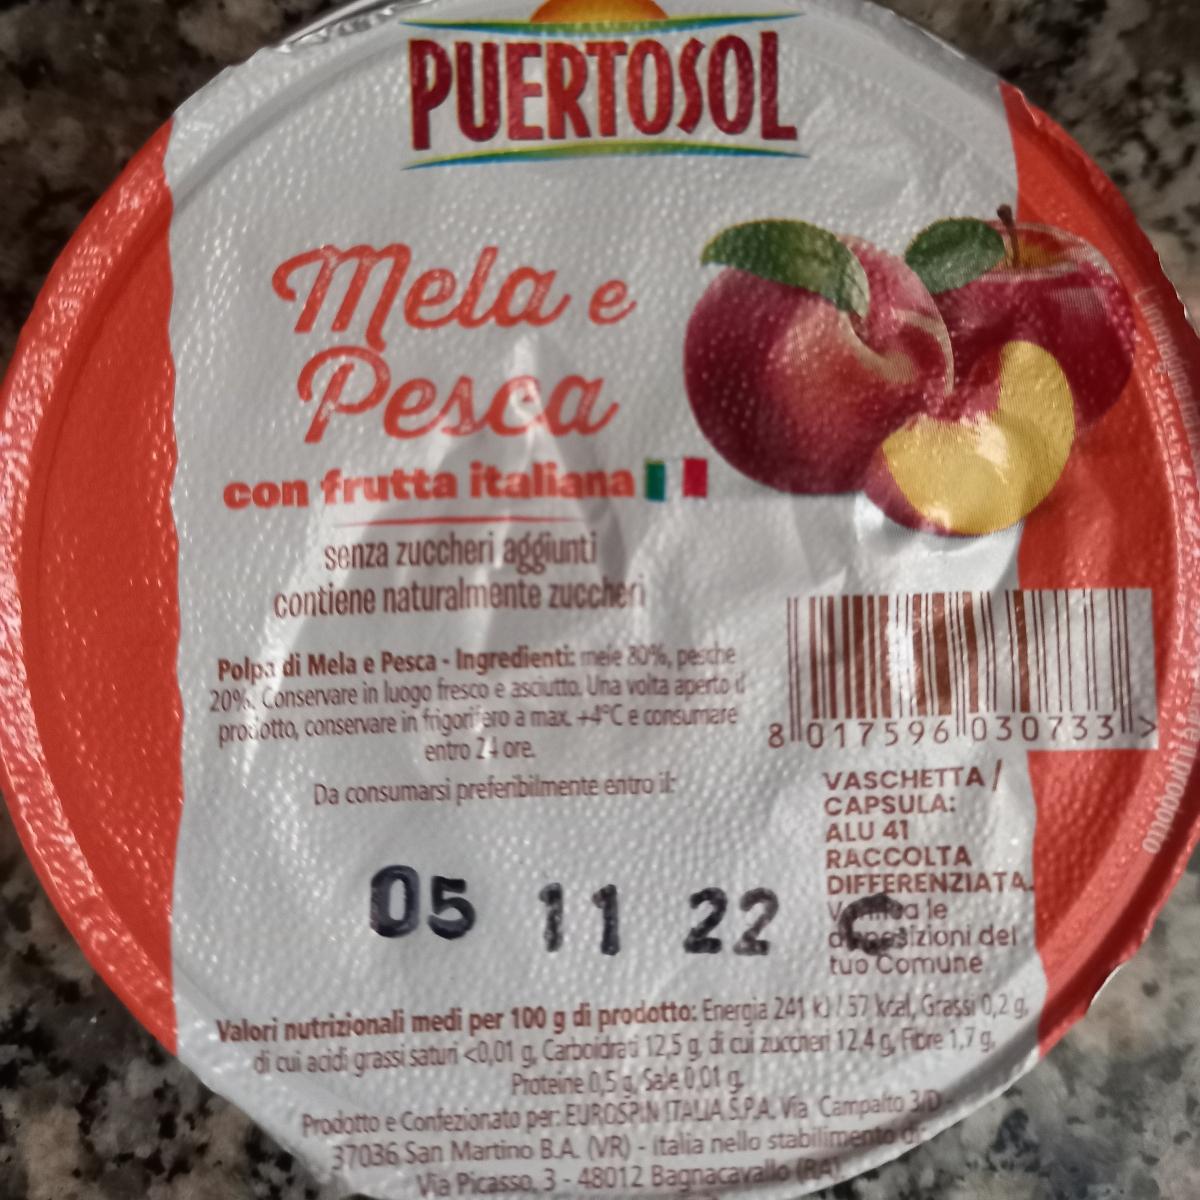 PUERTOSOL
Mela e
Pesca
con frutta italiana
senza zuccheri aggiunti
contiene naturalmente zuccheri
Polpa di Mela e Pesca - Ingredienti: mele 80%, pesche
20%. Conservare in luogo fresco e asciutto. Una volta aperto il
prodotto, conservare in frigorifero a max. +4°C e consumare
entro 24 ore.
Da consumarsi preferibilmente entro il:
05 11 22 C
8 017596 030733 >
VASCHETTA /
CAPSULA:
ALU 41
RACCOLTA
DIFFERENZIATA.
Verifica le
disposizioni del
tuo Comune
Valori nutrizionali medi per 100 g di prodotto: Energia 241 kJ / 57 kcal, Grassi 0,2 g,
di cui acidi grassi saturi <0,01 g, Carboidrati 12,5 g, di cui zuccheri 12,4 g, Fibre 1,7 g,
Proteine 0,5 g, Sale 0,01 g.
Prodotto e Confezionato per: EUROSPIN ITALIA S.P.A. Via Campalto 3/D
37036 San Martino B.A. (VR) - Italia nello stabilimento di:
Via Picasso, 3 - 48012 Bagnacavallo (RA)